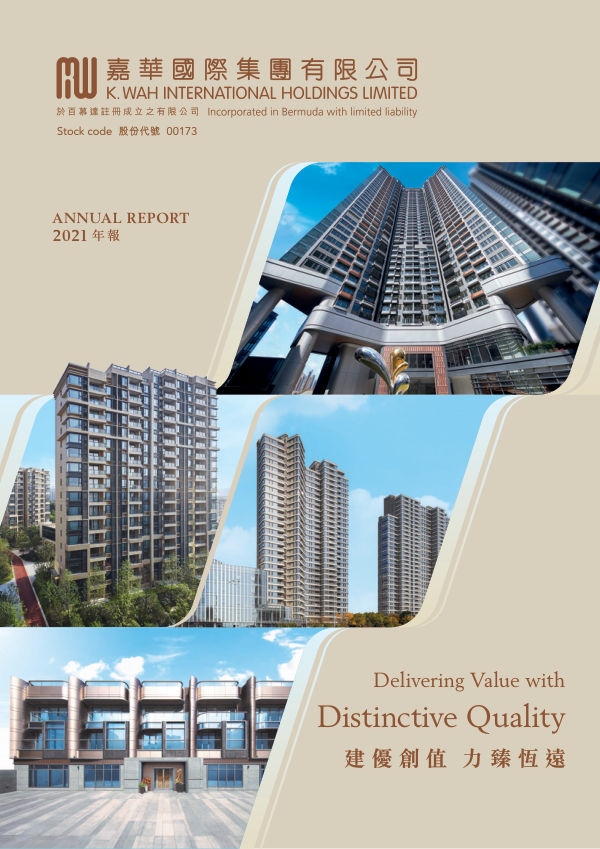 嘉華國際集團有限公司
K. WAH INTERNATIONAL HOLDINGS LIMITED
於百慕達註冊成立之有限公司 Incorporated in Bermuda with limited liability
Stock code 股份代號 00173
ANNUAL REPORT
2021 年報
Delivering Value with
Distinctive Quality
建優創值 力臻恆遠